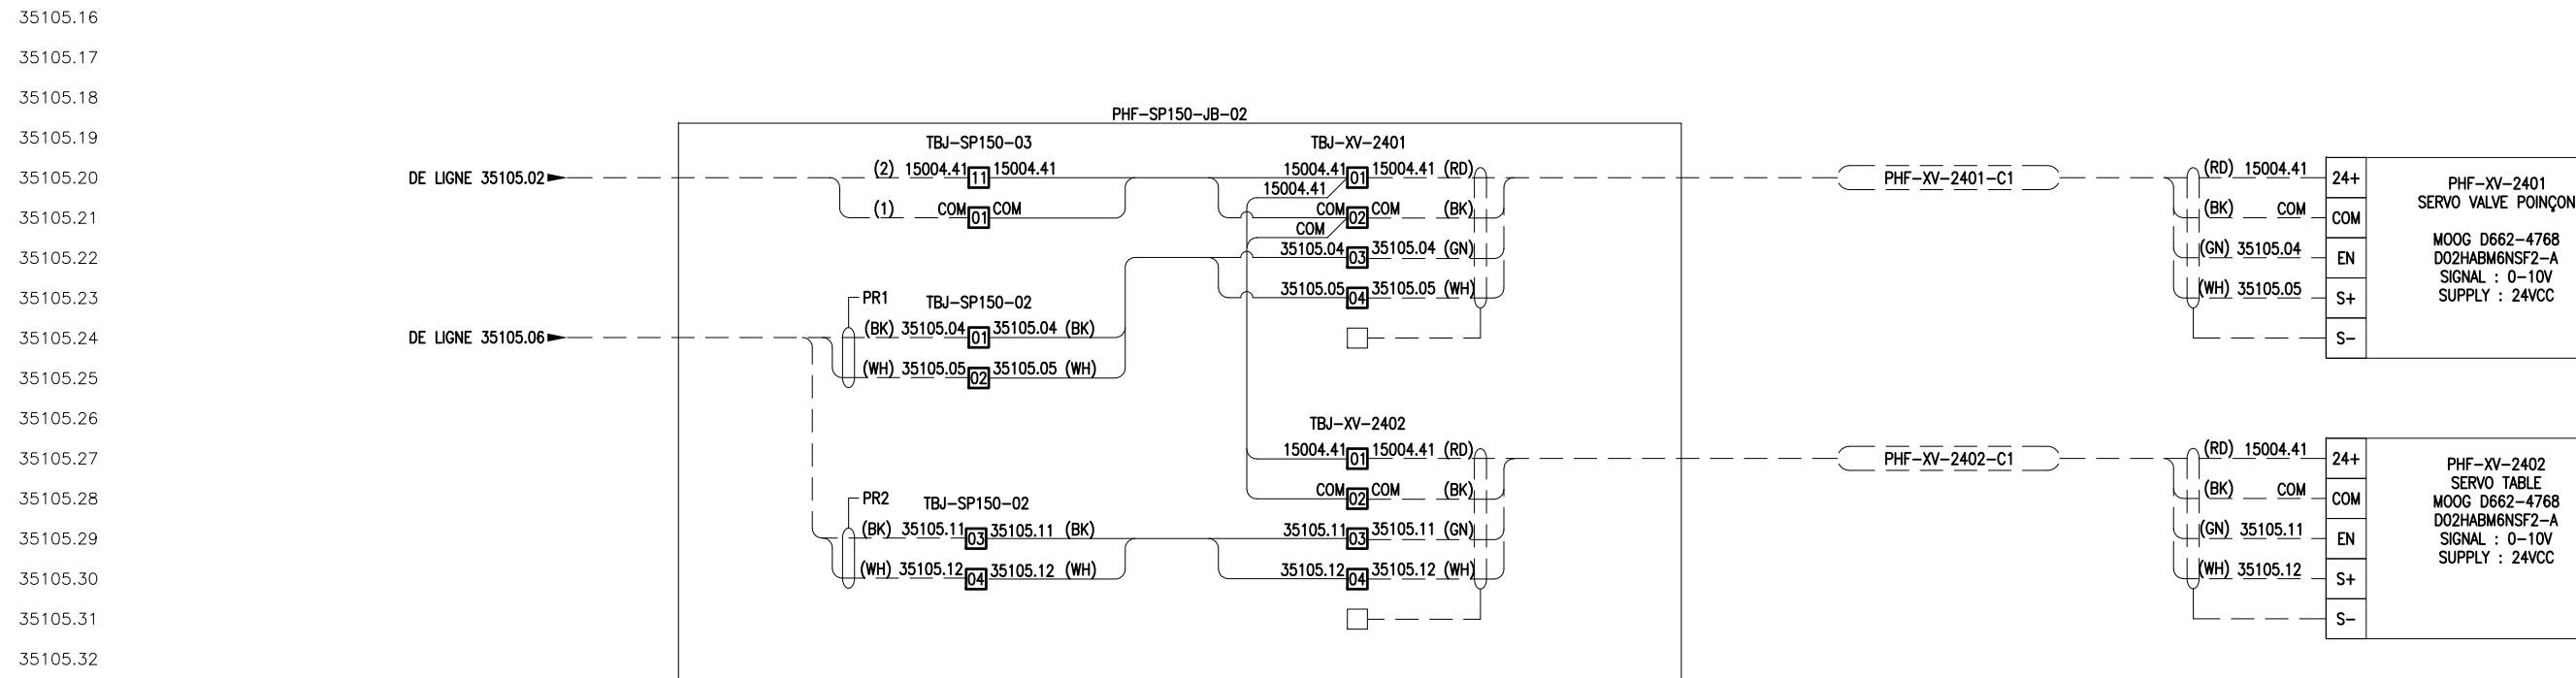 35105.16
35105.17
35105.18
PHF-SP150-JB-02
35105.19
TBJ-SP150-03 TBJ-XV-2401
35105.20 DE LIGNE 35105.02 (2) 15004.41 11 15004.41 15004.41 01 15004.41 (RD) PHF-XV-2401-C1 (RD) 15004.41 24+
15004.41
PHF-XV-2401
SERVO VALVE POINÇON
35105.21 (1) COM 01 COM COM 02 COM (BK) (BK) COM COM
COM
MOOG D662-4768
35105.22 35105.04 03 35105.04 (GN) (GN) 35105.04 EN
D02HABM6NSF2-A
SIGNAL : 0-10V
SUPPLY : 24VCC
35105.23 PR1 TBJ-SP150-02 35105.05 04 35105.05 (WH) (WH) 35105.05 S+
35105.24 DE LIGNE 35105.06 (BK) 35105.04 01 35105.04 (BK) S-
35105.25 (WH) 35105.05 02 35105.05 (WH)
35105.26 TBJ-XV-2402
35105.27 15004.41 01 15004.41 (RD) PHF-XV-2402-C1 (RD) 15004.41 24+
PHF-XV-2402
SERVO TABLE
35105.28 PR2 TBJ-SP150-02 COM 02 COM (BK) (BK) COM COM
MOOG D662-4768
D02HABM6NSF2-A
35105.29 (BK) 35105.11 03 35105.11 (BK) 35105.11 03 35105.11 (GN) (GN) 35105.11 EN
SIGNAL : 0-10V
SUPPLY : 24VCC
35105.30 (WH) 35105.12 04 35105.12 (WH) 35105.12 04 35105.12 (WH) (WH) 35105.12 S+
35105.31 S-
35105.32